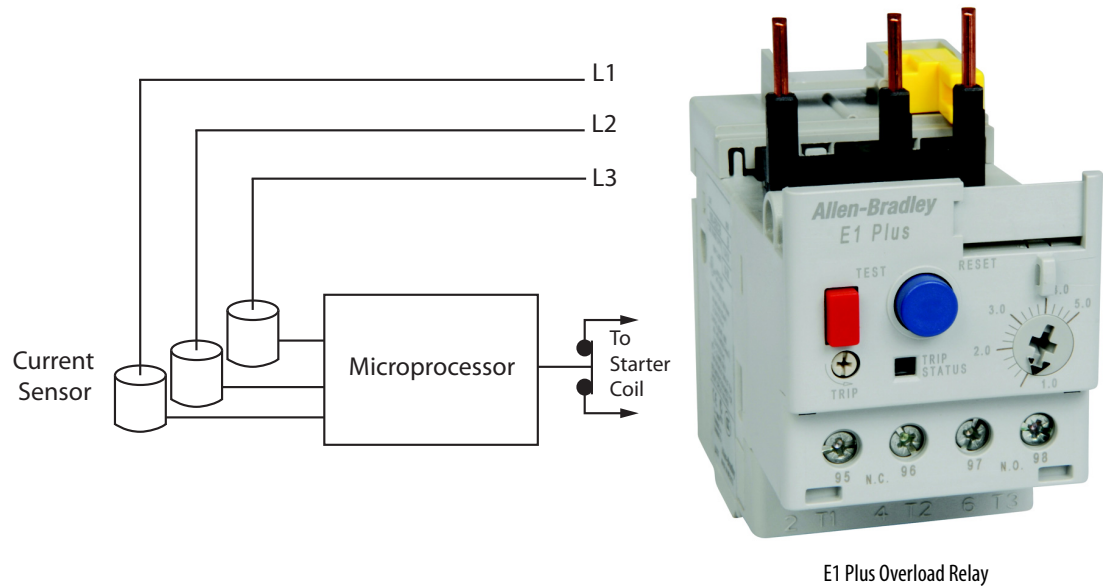 L1
L2
L3
Current
Sensor
Microprocessor
To
Starter
Coil
Allen-Bradley
E1 Plus
TEST
RESET
3.0
5.0
2.0
1.0
TRIP
STATUS
TRIP
95
N.C.
96
97
N.O.
98
2
T1
4
T2
6
T3
E1 Plus Overload Relay